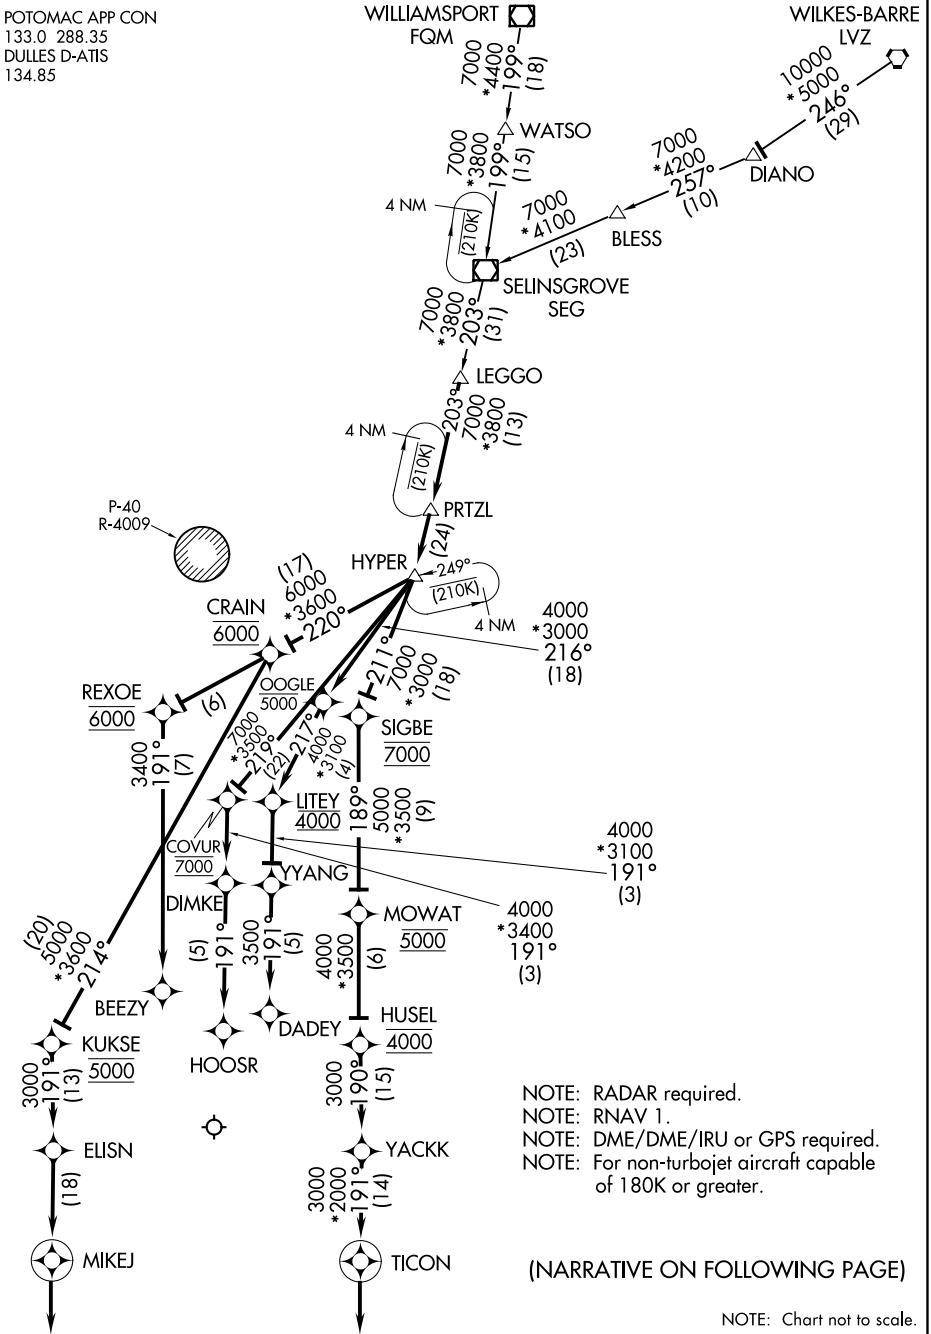 POTOMAC APP CON
133.0 288.35
DULLES D-ATIS
134.85
WILLIAMSPORT
FQM
WILKES-BARRE
LVZ
7000
*4400
199°
(18)
10000
*5000
246°
(29)
WATSO
7000
*3800
199°
(15)
DIANO
7000
*4200
257°
(10)
4 NM
(210K)
BLESS
7000
*4100
(23)
SELINSGROVE
SEG
7000
*3800
203°
(31)
LEGGO
203°
7000
*3800
(13)
4 NM
(210K)
PRTZL
(24)
P-40
R-4009
HYPER
249°
(210K)
4 NM
(17)
6000
*3600
220°
CRAIN
6000
4000
*3000
216°
(18)
211°
7000
*3000
(18)
OOGLE
5000
REXOE
6000
(6)
SIGBE
7000
7000
*3500
219°
(22)
217°
4000
*3100
(4)
3400
191°
(7)
LITEY
4000
189°
5000
*3500
(9)
COVUR
7000
4000
*3100
191°
(3)
YYANG
DIMKE
MOWAT
5000
4000
*3400
191°
(3)
(20)
5000
*3600
214°
(5)
191°
3500
191°
(5)
4000
*3500
(6)
BEEZY
DADEY
HUSEL
4000
HOOSR
KUKSE
5000
3000
191°
(13)
3000
190°
(15)
NOTE: RADAR required.
NOTE: RNAV 1.
NOTE: DME/DME/IRU or GPS required.
NOTE: For non-turbojet aircraft capable
of 180K or greater.
ELISN
YACKK
(18)
3000
*2000
191°
(14)
MIKEJ
TICON
(NARRATIVE ON FOLLOWING PAGE)
NOTE: Chart not to scale.